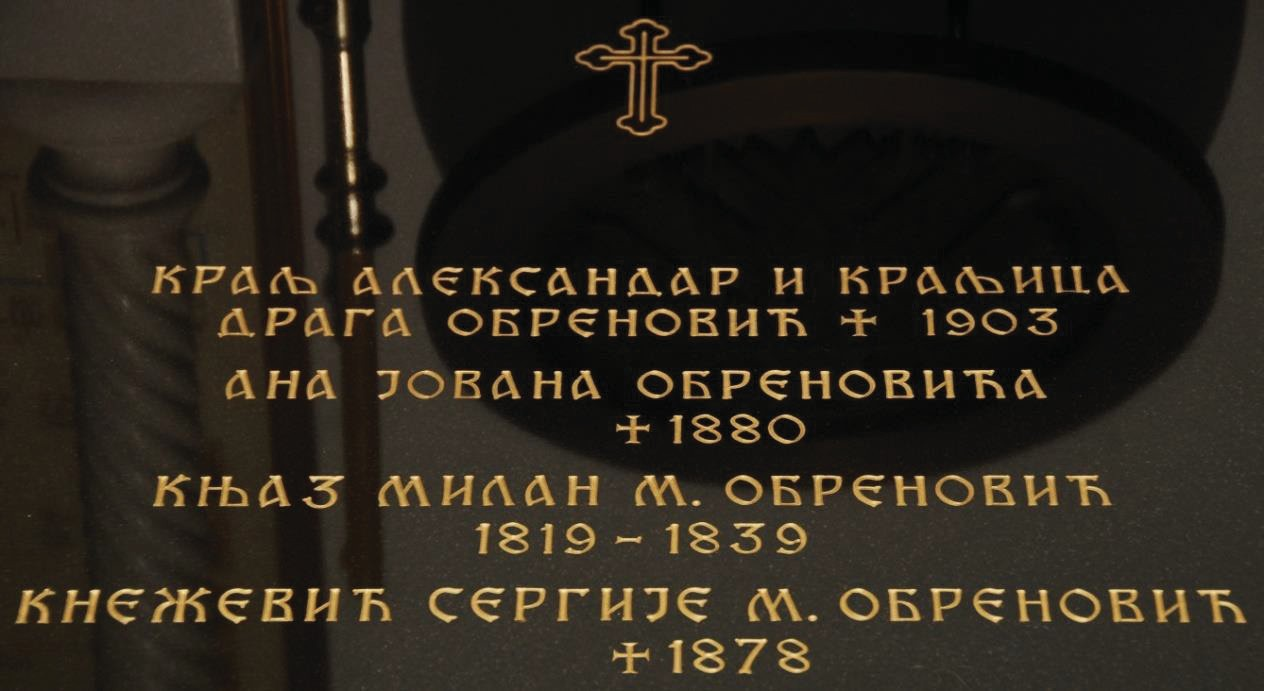 КРАЉ АЛЕКСАНДАР И КРАЉИЦА
ДРАГА ОБРЕНОВИЋ ✝ 1903
АНА ЈОВАНА ОБРЕНОВИЋА
✝ 1880
КЊАЗ МИЛАН М. ОБРЕНОВИЋ
1819 - 1839
КНЕЖЕВИЋ СЕРГИЈЕ М. ОБРЕНОВИЋ
✝ 1878